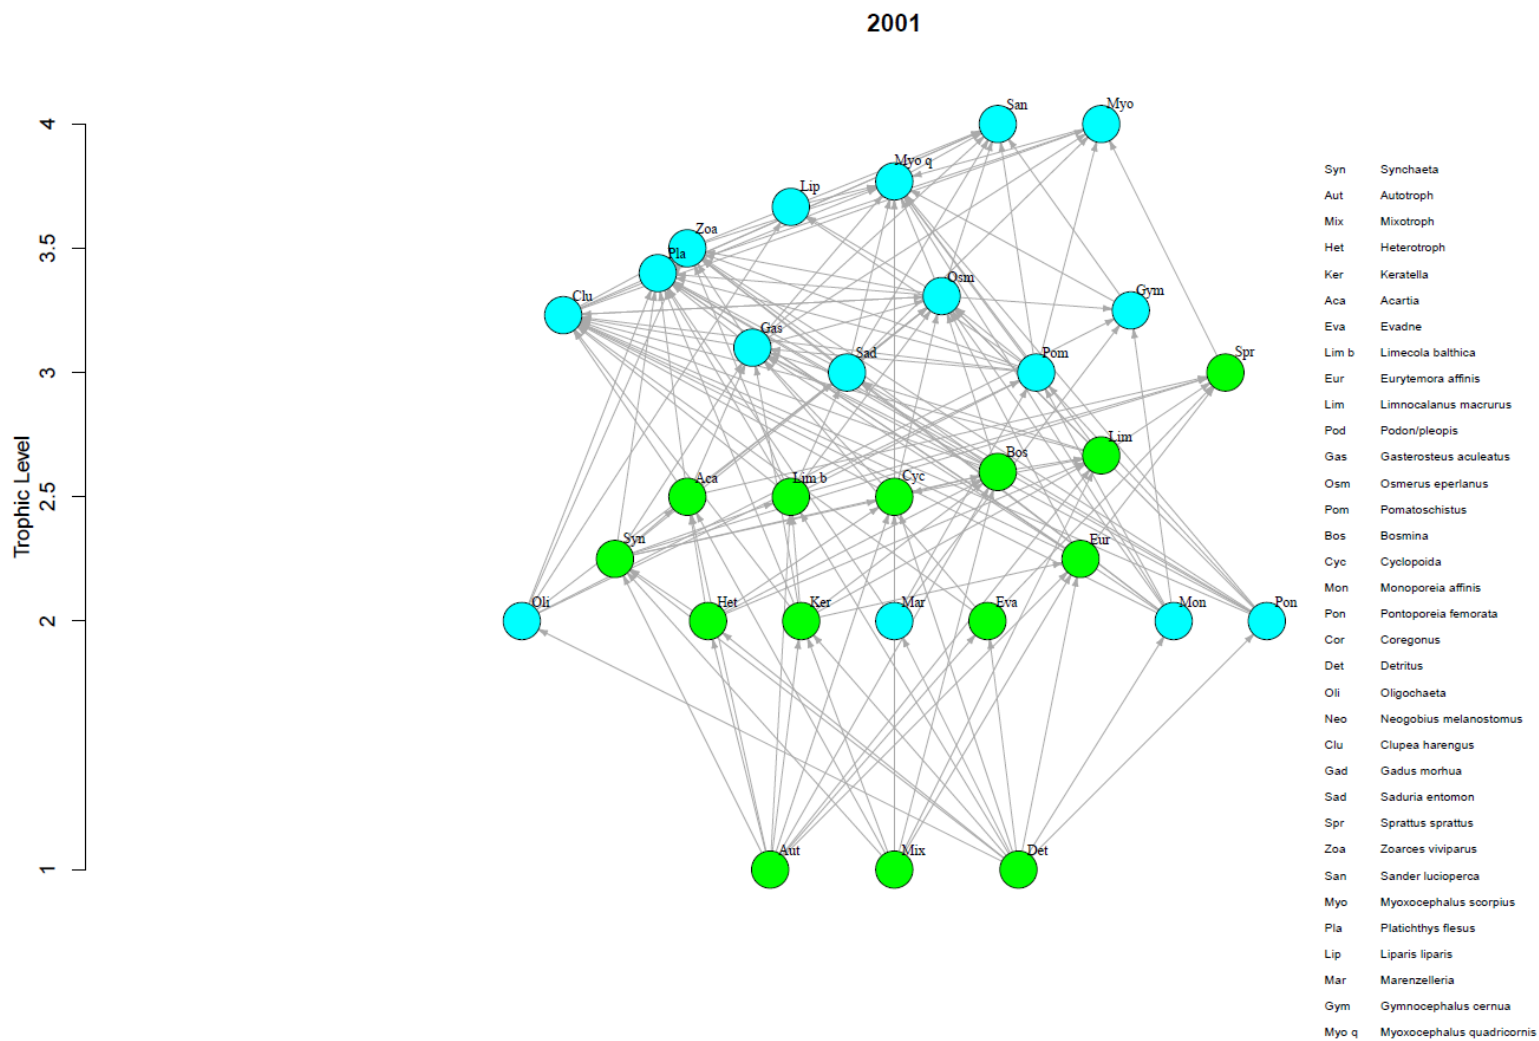 2001
San
Myo
4
Myo q
Lip
Zoa
3.5
Pla
Osm
Gym
Clu
Gas
Sad
Pom
Spr
3
Bos
Lim
Aca
Lim b
Cyc
2.5
Syn
Eur
Oli
Het
Ker
Mar
Eva
Mon
Pon
2
Aut
Mix
Det
1
Trophic Level
Syn Synchaeta
Aut Autotroph
Mix Mixotroph
Het Heterotroph
Ker Keratella
Aca Acartia
Eva Evadne
Lim b Limecola balthica
Eur Eurytemora affinis
Lim Limnocalanus macrurus
Pod Podon/pleopis
Gas Gasterosteus aculeatus
Osm Osmerus eperlanus
Pom Pomatoschistus
Bos Bosmina
Cyc Cyclopoida
Mon Monoporeia affinis
Pon Pontoporeia femorata
Cor Coregonus
Det Detritus
Oli Oligochaeta
Neo Neogobius melanostomus
Clu Clupea harengus
Gad Gadus morhua
Sad Saduria entomon
Spr Sprattus sprattus
Zoa Zoarces viviparus
San Sander lucioperca
Myo Myoxocephalus scorpius
Pla Platichthys flesus
Lip Liparis liparis
Mar Marenzelleria
Gym Gymnocephalus cernua
Myo q Myoxocephalus quadricornis